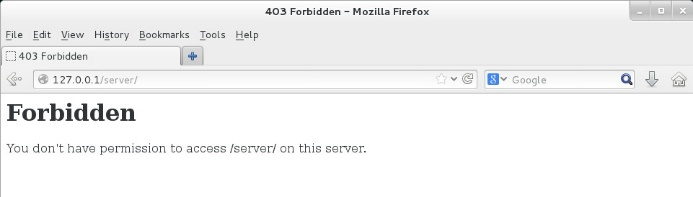 403 Forbidden - Mozilla Firefox
File Edit View History Bookmarks Tools Help
403 Forbidden
127.0.0.1/server/ Google
Forbidden
You don't have permission to access /server/ on this server.